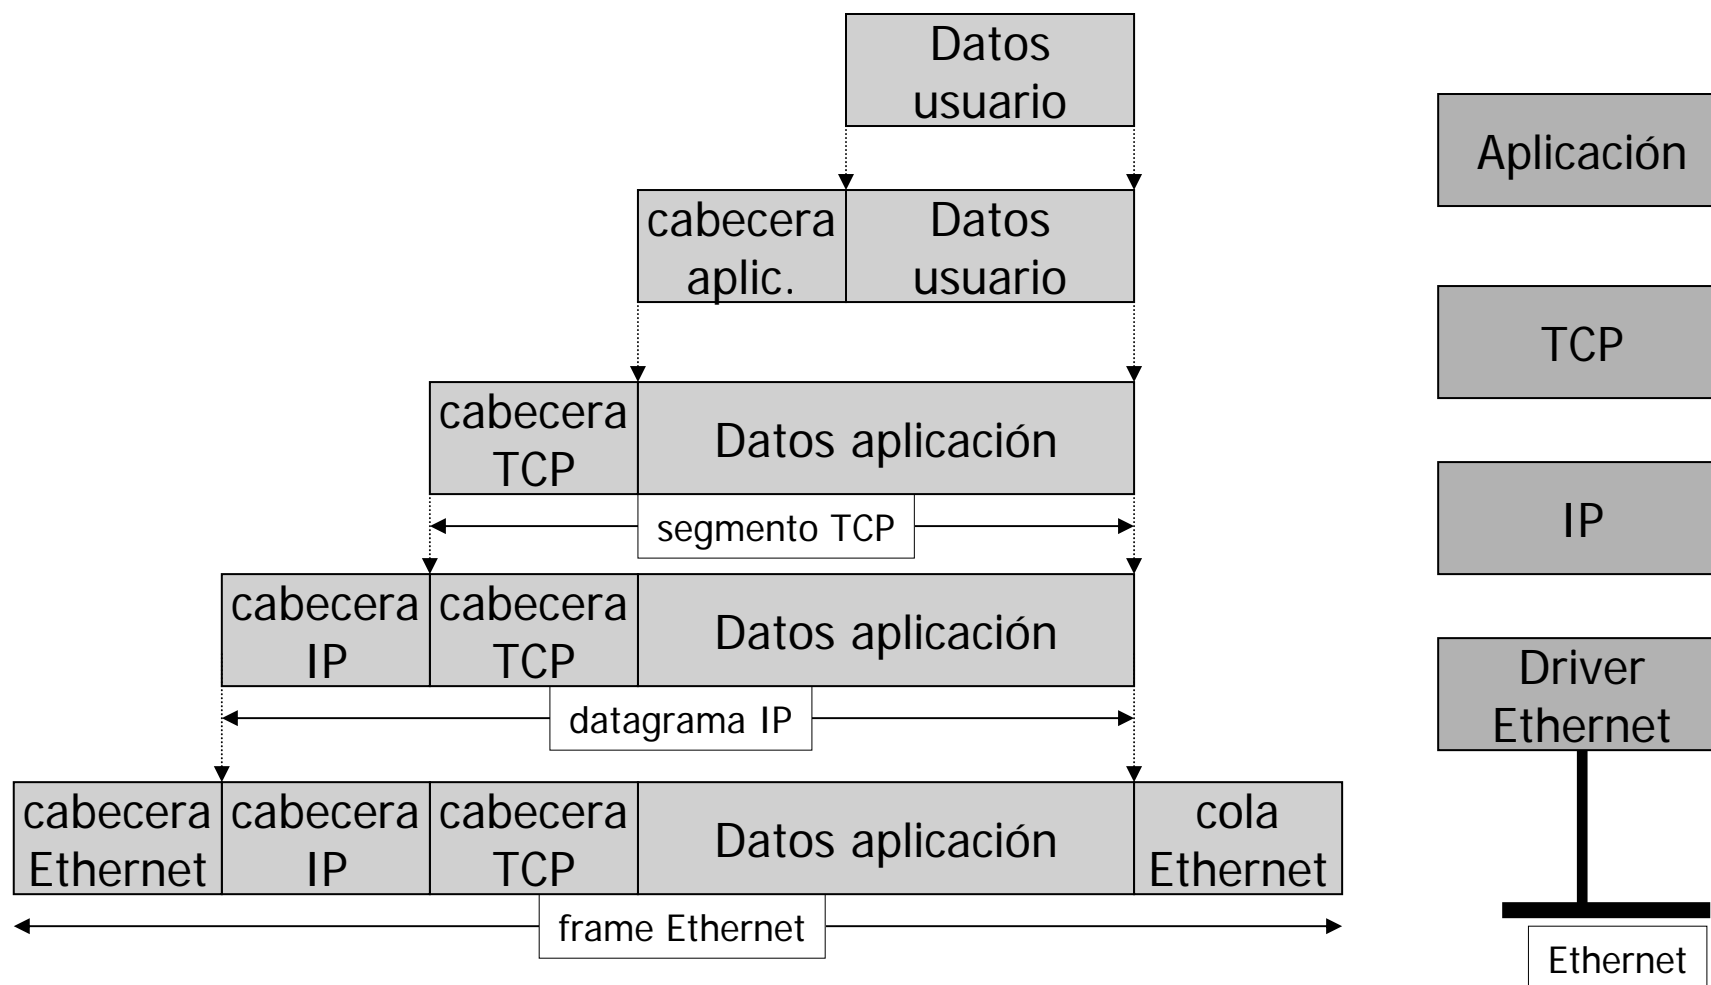 Datos
usuario
Aplicación
cabecera
aplic.
Datos
usuario
TCP
cabecera
TCP
Datos aplicación
segmento TCP
IP
cabecera
IP
cabecera
TCP
Datos aplicación
datagrama IP
Driver
Ethernet
cabecera
Ethernet
cabecera
IP
cabecera
TCP
Datos aplicación
cola
Ethernet
frame Ethernet
Ethernet